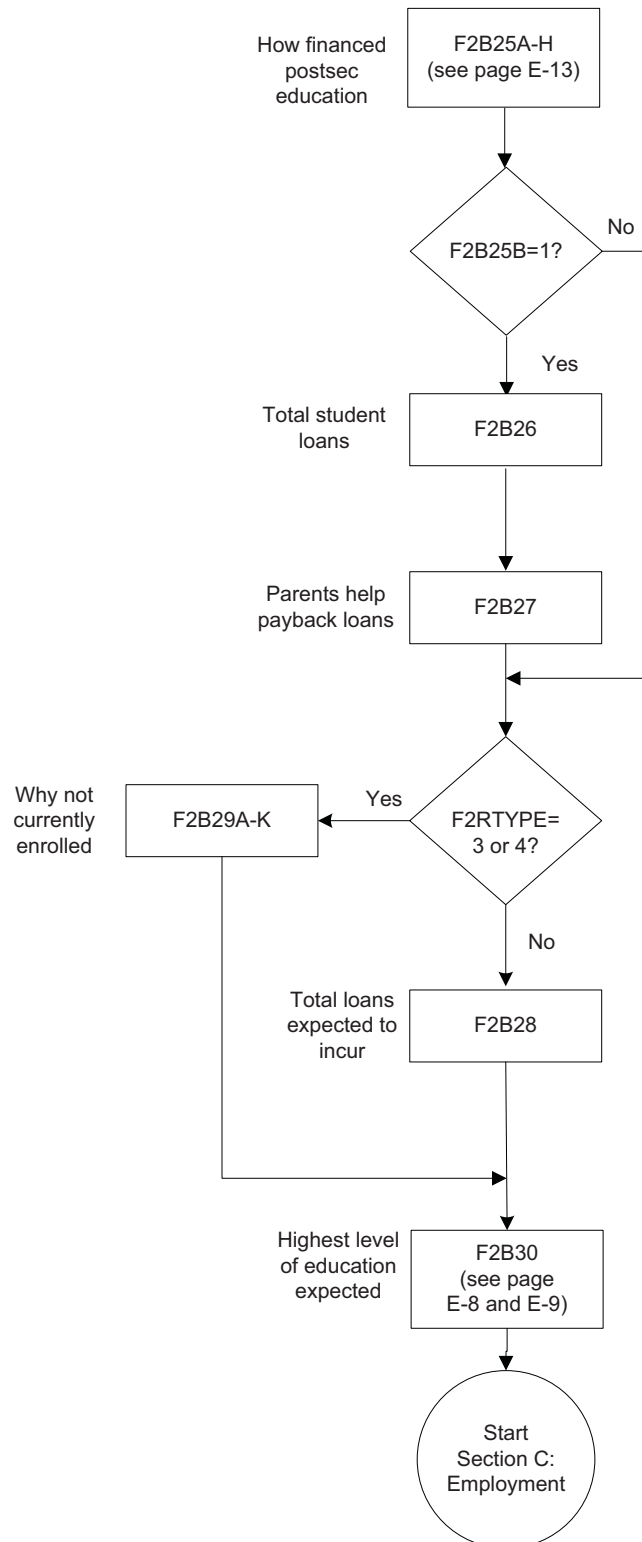 How financed
postsec
education
F2B25A-H
(see page E-13)
F2B25B=1?
No
Yes
Total student
loans
F2B26
Parents help
payback loans
F2B27
Why not
currently
enrolled
F2B29A-K
Yes
F2RTYPE=
3 or 4?
No
Total loans
expected to
incur
F2B28
Highest level
of education
expected
F2B30
(see page
E-8 and E-9)
Start
Section C:
Employment